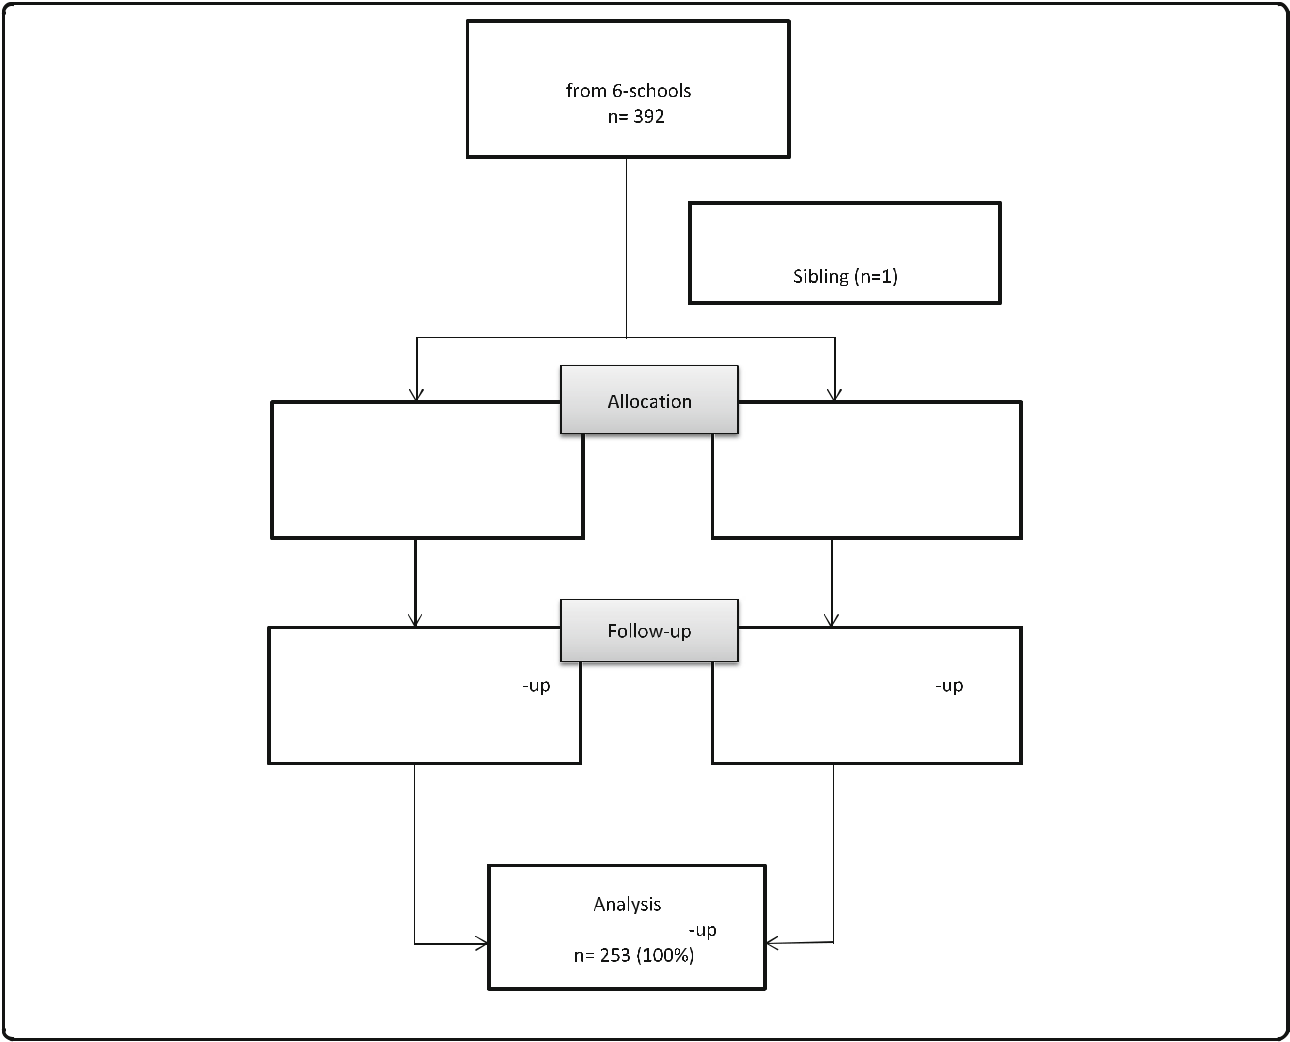 from 6-schools
n= 392
Sibling (n=1)
Allocation
Follow-up
-up
-up
Analysis
-up
n= 253 (100%)